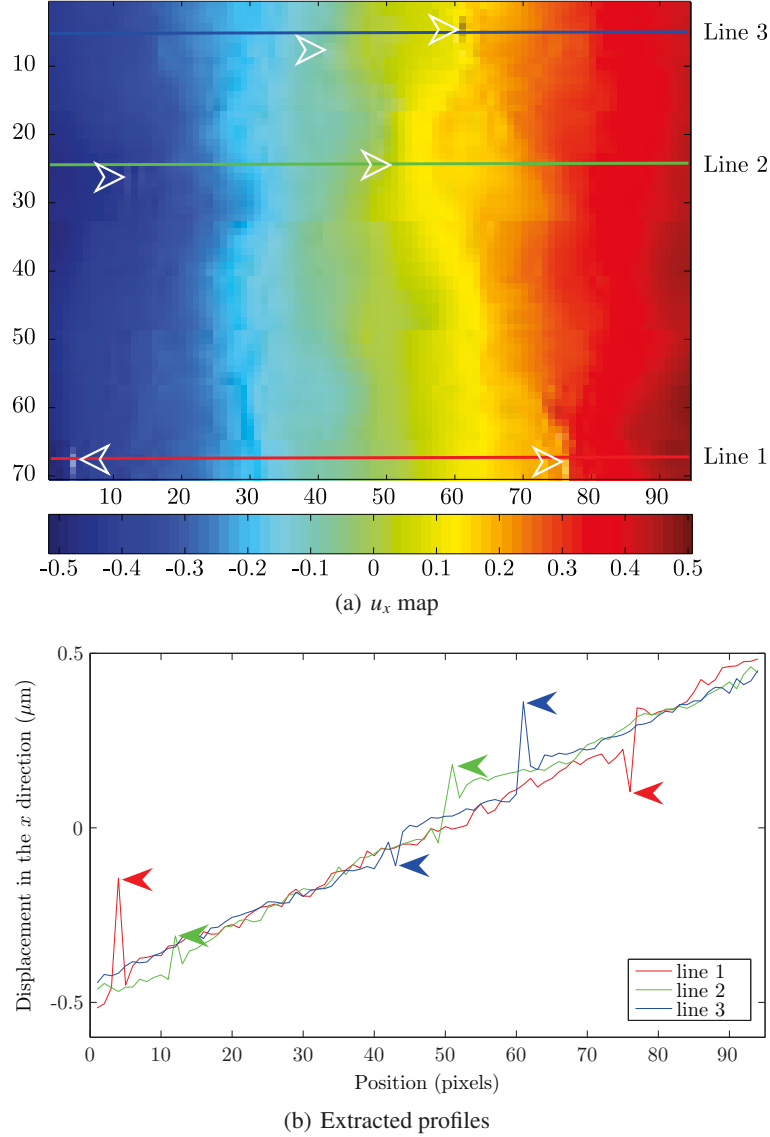 Line 3
10
20
Line 2
30
40
50
60
Line 1
70
10 20 30 40 50 60 70 80 90
-0.5 -0.4 -0.3 -0.2 -0.1 0 0.1 0.2 0.3 0.4 0.5
(a) uₓ map
0.5
0
-0.5
Displacement in the x direction (μm)
line 1
line 2
line 3
0 10 20 30 40 50 60 70 80 90
Position (pixels)
(b) Extracted profiles